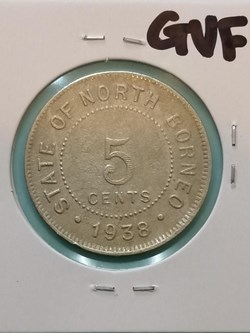 GVF
STATE OF NORTH BORNEO
5
CENTS
· 1938 ·